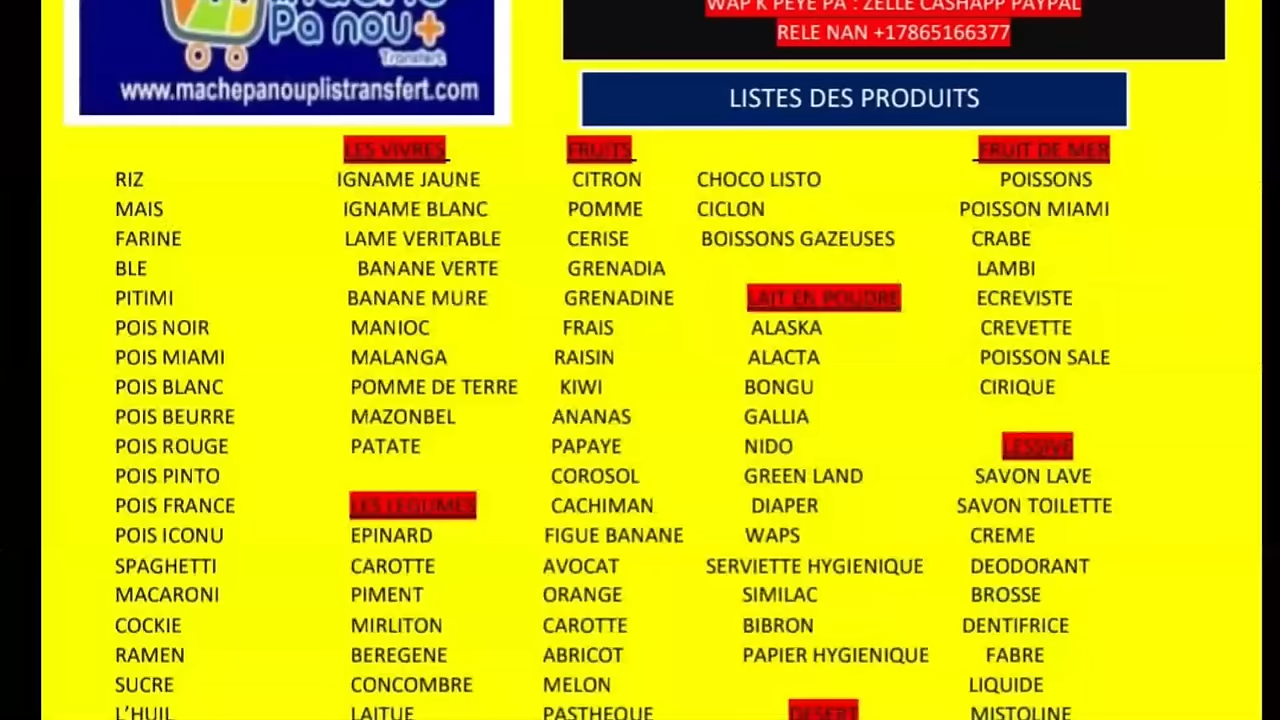 Pa nou+
Transfert
www.machepanouplistransfert.com
WAP K PEYE PA : ZELLE CASHAPP PAYPAL
RELE NAN +17865166377
LISTES DES PRODUITS
RIZ
MAIS
FARINE
BLE
PITIMI
POIS NOIR
POIS MIAMI
POIS BLANC
POIS BEURRE
POIS ROUGE
POIS PINTO
POIS FRANCE
POIS ICONU
SPAGHETTI
MACARONI
COCKIE
RAMEN
SUCRE
L’HUIL
LES VIVRES
IGNAME JAUNE
IGNAME BLANC
LAME VERITABLE
BANANE VERTE
BANANE MURE
MANIOC
MALANGA
POMME DE TERRE
MAZONBEL
PATATE
LES LEGUMES
EPINARD
CAROTTE
PIMENT
MIRLITON
BEREGENE
CONCOMBRE
LAITUE
FRUITS
CITRON
POMME
CERISE
GRENADIA
GRENADINE
FRAIS
RAISIN
KIWI
ANANAS
PAPAYE
COROSOL
CACHIMAN
FIGUE BANANE
AVOCAT
ORANGE
CAROTTE
ABRICOT
MELON
PASTHEQUE
CHOCO LISTO
CICLON
BOISSONS GAZEUSES
LAIT EN POUDRE
ALASKA
ALACTA
BONGU
GALLIA
NIDO
GREEN LAND
DIAPER
WAPS
SERVIETTE HYGIENIQUE
SIMILAC
BIBRON
PAPIER HYGIENIQUE
DESERT
FRUIT DE MER
POISSONS
POISSON MIAMI
CRABE
LAMBI
ECREVISTE
CREVETTE
POISSON SALE
CIRIQUE
LESSIVE
SAVON LAVE
SAVON TOILETTE
CREME
DEODORANT
BROSSE
DENTIFRICE
FABRE
LIQUIDE
MISTOLINE